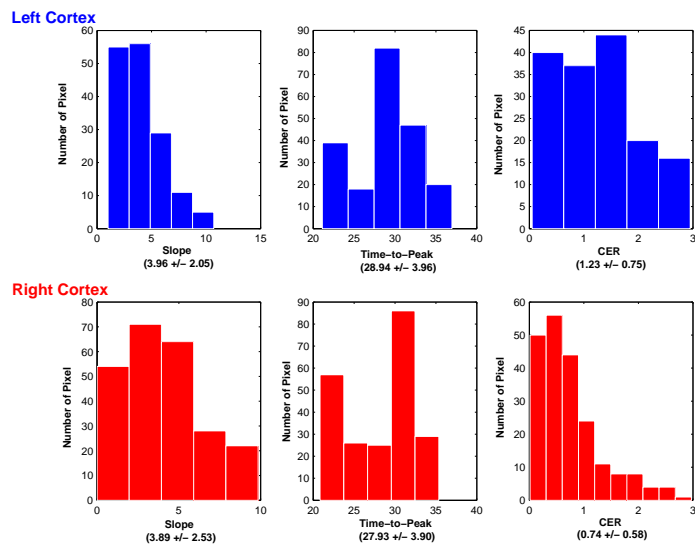 Left Cortex
Number of Pixel
60
50
40
30
20
10
0
0 5 10 15
Slope
(3.96 +/− 2.05)
Number of Pixel
90
80
70
60
50
40
30
20
10
0
20 25 30 35 40
Time−to−Peak
(28.94 +/− 3.96)
Number of Pixel
45
40
35
30
25
20
15
10
5
0
0 1 2 3
CER
(1.23 +/− 0.75)
Right Cortex
Number of Pixel
80
70
60
50
40
30
20
10
0
0 5 10
Slope
(3.89 +/− 2.53)
Number of Pixel
90
80
70
60
50
40
30
20
10
0
20 25 30 35 40
Time−to−Peak
(27.93 +/− 3.90)
Number of Pixel
60
50
40
30
20
10
0
0 1 2 3
CER
(0.74 +/− 0.58)